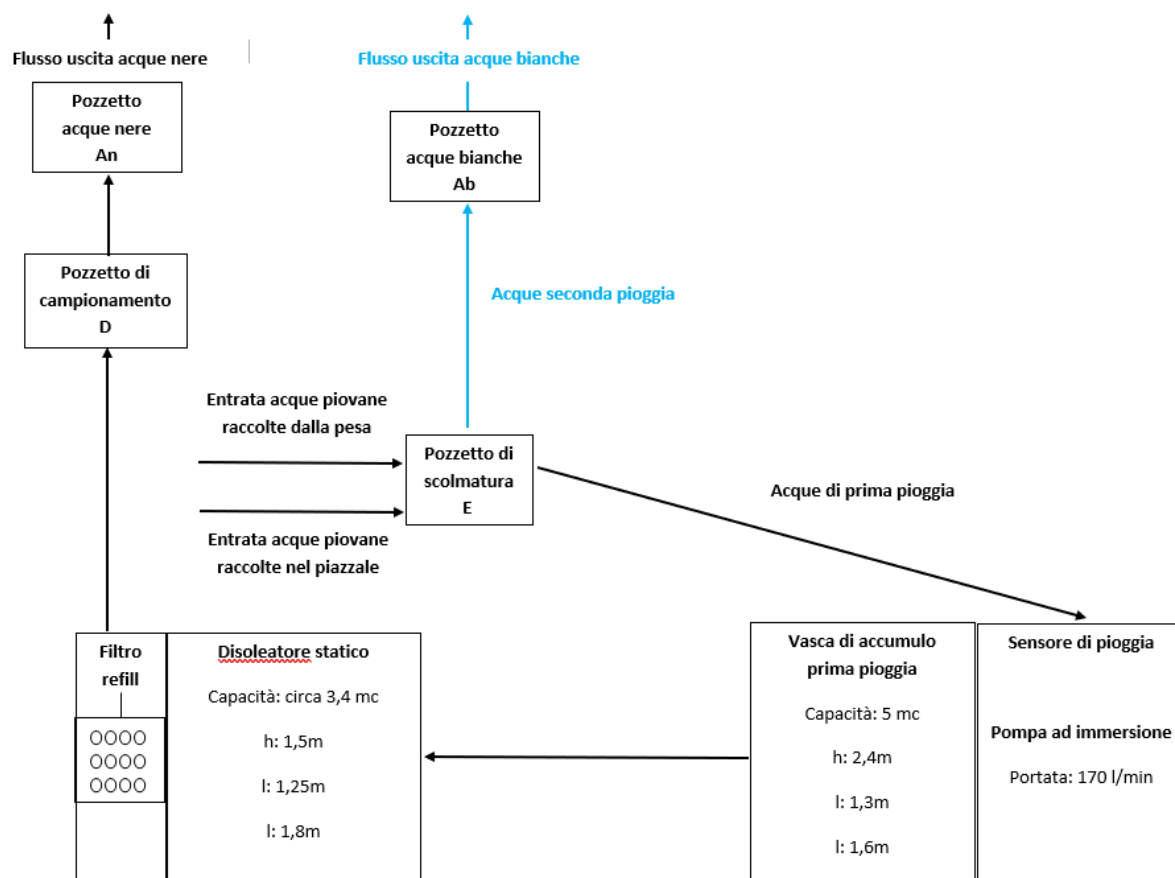 Flusso uscita acque nere
Flusso uscita acque bianche
Pozzetto
acque nere
An
Pozzetto
acque bianche
Ab
Pozzetto di
campionamento
D
Acque seconda pioggia
Entrata acque piovane
raccolte dalla pesa
Pozzetto di
scolmatura
E
Acque di prima pioggia
Entrata acque piovane
raccolte nel piazzale
Filtro
refill
OOOO
OOOO
OOOO
Disoleatore statico
Capacità: circa 3,4 mc
h: 1,5m
l: 1,25m
l: 1,8m
Vasca di accumulo
prima pioggia
Capacità: 5 mc
h: 2,4m
l: 1,3m
l: 1,6m
Sensore di pioggia
Pompa ad immersione
Portata: 170 l/min